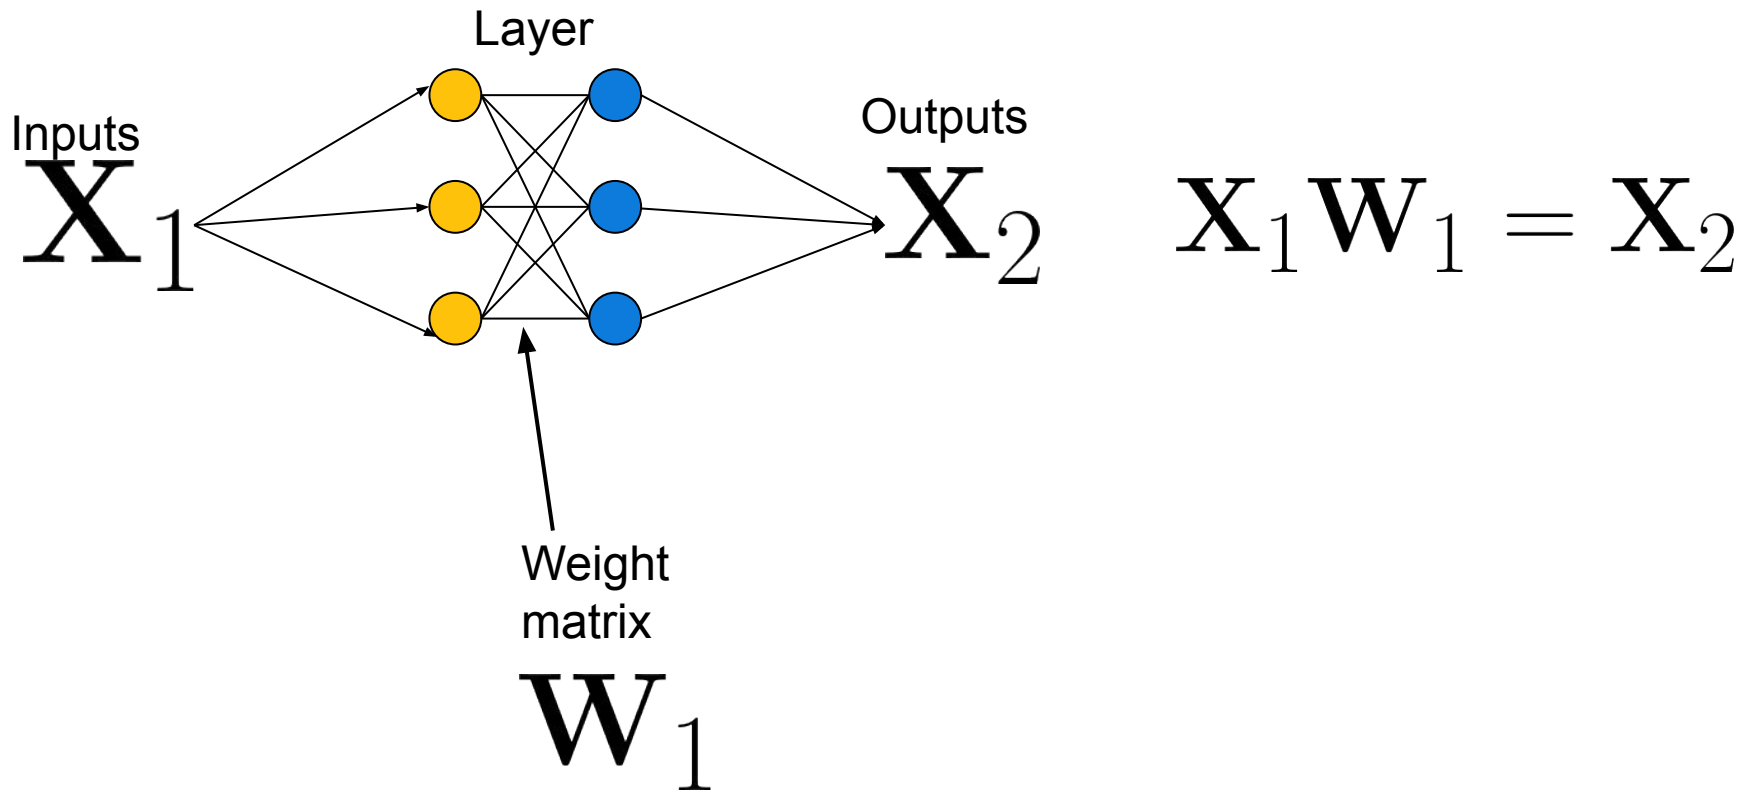 Layer
Inputs
X₁
Outputs
X₂
X₁W₁ = X₂
Weight
matrix
W₁